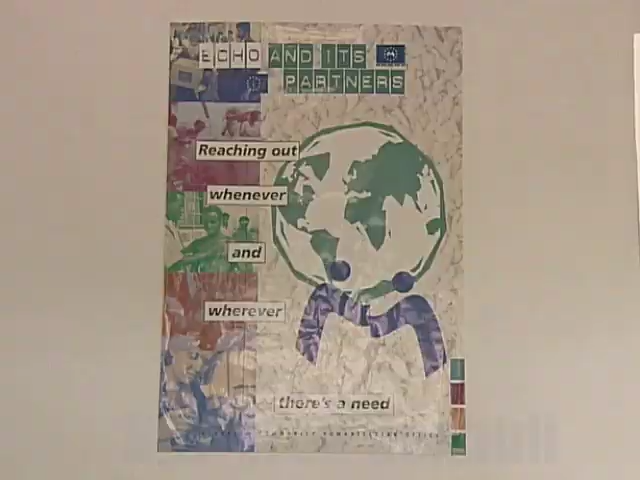 ECHO AND ITS
PARTNERS
Reaching out
whenever
and
wherever
there's a need